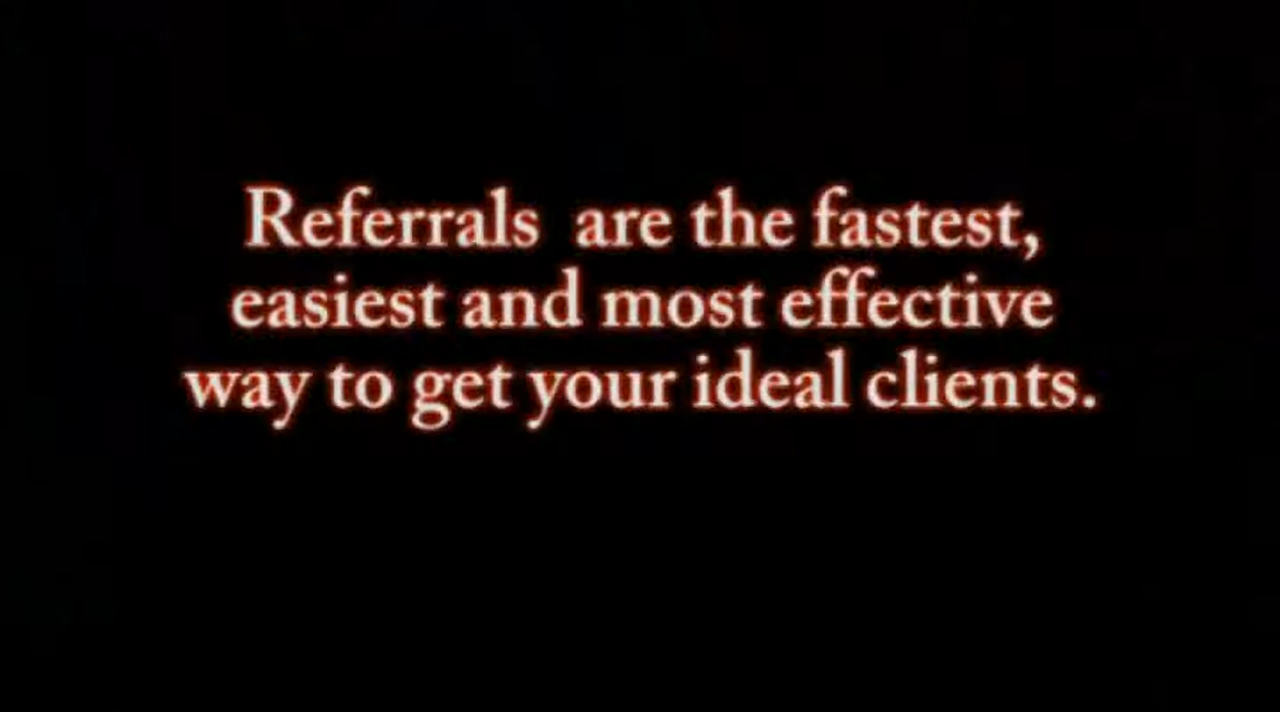 Referrals  are the fastest,
easiest and most effective
way to get your ideal clients.